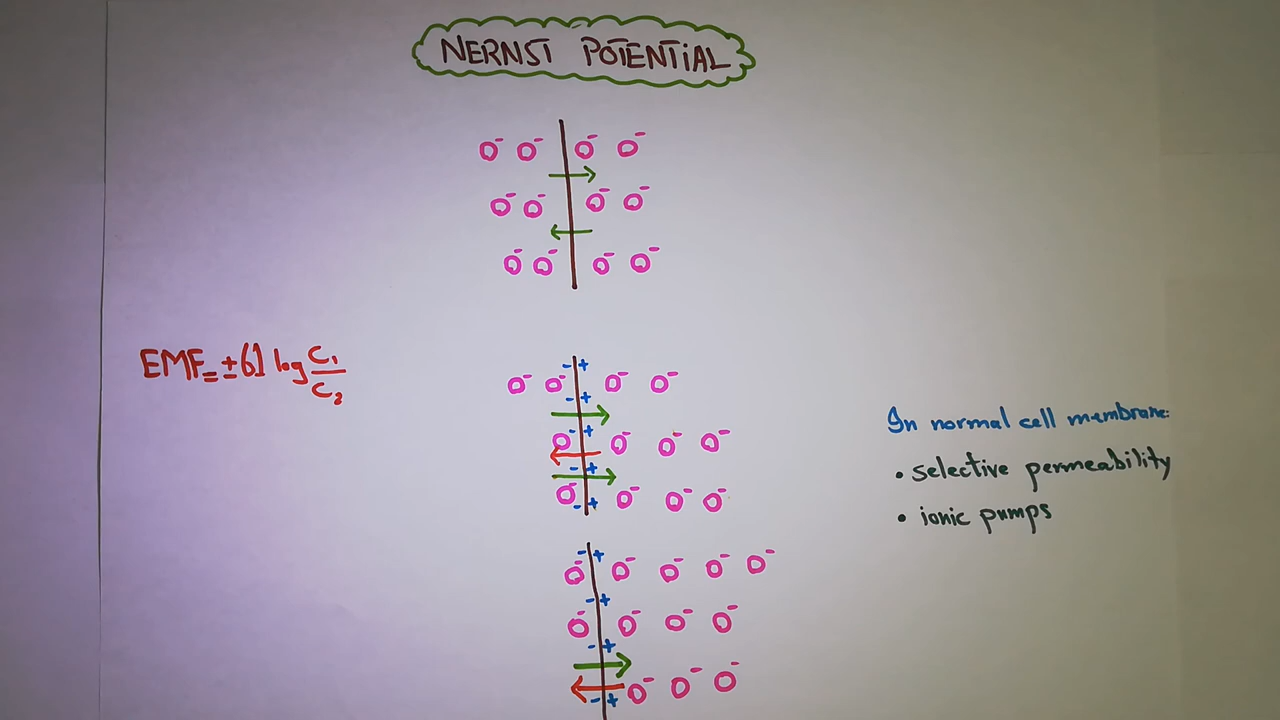 NERNST POTENTIAL
EMF=±61 log C₁/C₂
In normal cell membrane:
• selective permeability
• ionic pumps